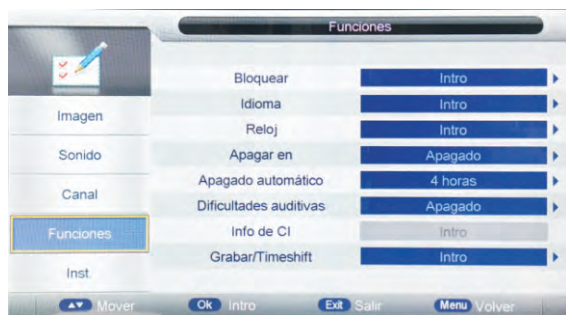 Funciones
Bloquear Intro
Idioma Intro
Imagen
Reloj Intro
Sonido
Apagar en Apagado
Apagado automático 4 horas
Canal
Dificultades auditivas Apagado
Funciones
Info de CI Intro
Grabar/Timeshift Intro
Inst.
Mover Ok Intro Exit Salir Menu Volver